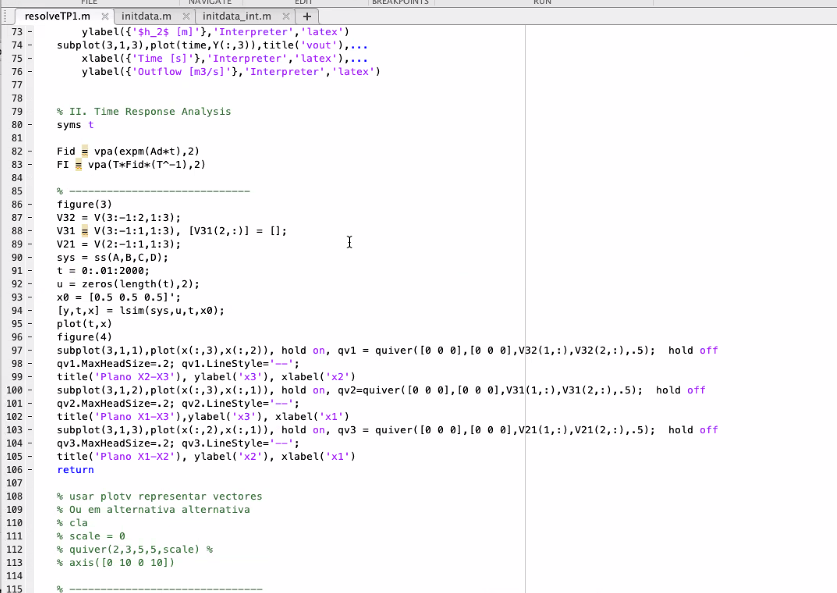 FILE NAVIGATE EDIT BREAKPOINTS RUN
resolveTP1.m × initdata.m × initdata_int.m × +
73 - ylabel({'$h_2$ [m]'},'Interpreter','latex')
74 - subplot(3,1,3),plot(time,Y(:,3)),title('vout'),...
75 - xlabel({'Time [s]'},'Interpreter','latex'),...
76 - ylabel({'Outflow [m3/s]'},'Interpreter','latex')
77
78
79 % II. Time Response Analysis
80 - syms t
81
82 - Fid = vpa(expm(Ad*t),2)
83 - FI = vpa(T*Fid*(T^-1),2)
84
85 % -----------------------------
86 - figure(3)
87 - V32 = V(3:-1:2,1:3);
88 - V31 = V(3:-1:1,1:3), [V31(2,:)] = [];
89 - V21 = V(2:-1:1,1:3);
90 - sys = ss(A,B,C,D);
91 - t = 0:.01:2000;
92 - u = zeros(length(t),2);
93 - x0 = [0.5 0.5 0.5]';
94 - [y,t,x] = lsim(sys,u,t,x0);
95 - plot(t,x)
96 - figure(4)
97 - subplot(3,1,1),plot(x(:,3),x(:,2)), hold on, qv1 = quiver([0 0 0],[0 0 0],V32(1,:),V32(2,:),.5);  hold off
98 - qv1.MaxHeadSize=.2; qv1.LineStyle='--';
99 - title('Plano X2-X3'), ylabel('x3'), xlabel('x2')
100 - subplot(3,1,2),plot(x(:,3),x(:,1)), hold on, qv2=quiver([0 0 0],[0 0 0],V31(1,:),V31(2,:),.5);  hold off
101 - qv2.MaxHeadSize=.2; qv2.LineStyle='--';
102 - title('Plano X1-X3'),ylabel('x3'), xlabel('x1')
103 - subplot(3,1,3),plot(x(:,2),x(:,1)), hold on, qv3 = quiver([0 0 0],[0 0 0],V21(1,:),V21(2,:),.5);  hold off
104 - qv3.MaxHeadSize=.2; qv3.LineStyle='--';
105 - title('Plano X1-X2'), ylabel('x2'), xlabel('x1')
106 - return
107
108 % usar plotv representar vectores
109 % Ou em alternativa alternativa
110 % cla
111 % scale = 0
112 % quiver(2,3,5,5,scale) %
113 % axis([0 10 0 10])
114
115 % -------------------------------